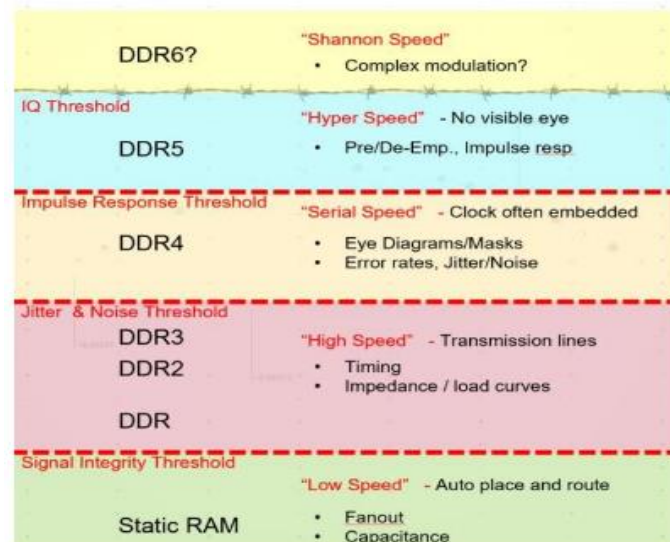 DDR6?
"Shannon Speed"
• Complex modulation?
IQ Threshold
DDR5
"Hyper Speed" - No visible eye
• Pre/De-Emp., Impulse resp
Impulse Response Threshold
DDR4
"Serial Speed" - Clock often embedded
• Eye Diagrams/Masks
• Error rates, Jitter/Noise
Jitter & Noise Threshold
DDR3
DDR2
DDR
"High Speed" - Transmission lines
• Timing
• Impedance / load curves
Signal Integrity Threshold
Static RAM
"Low Speed" - Auto place and route
• Fanout
• Capacitance